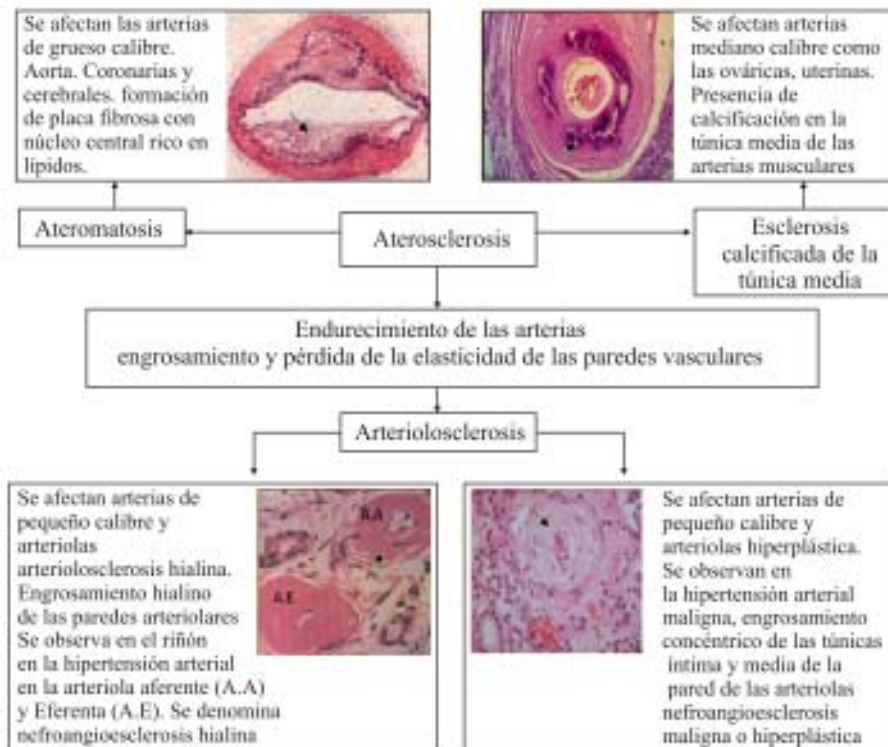 Se afectan las arterias
de grueso calibre.
Aorta. Coronarias y
cerebrales. formación
de placa fibrosa con
núcleo central rico en
lípidos.
Se afectan arterias
mediano calibre como
las ováricas, uterinas.
Presencia de
calcificación en la
túnica media de las
arterias musculares
Ateromatosis
Aterosclerosis
Esclerosis
calcificada de la
túnica media
Endurecimiento de las arterias
engrosamiento y pérdida de la elasticidad de las paredes vasculares
Arteriolosclerosis
Se afectan arterias de
pequeño calibre y
arteriolas
arteriolosclerosis hialina.
Engrosamiento hialino
de las paredes arteriolares
Se observa en el riñón
en la hipertensión arterial
en la arteriola aferente (A.A)
y Eferenta (A.E). Se denomina
nefroangioesclerosis hialina
A.A
A.E
Se afectan arterias de
pequeño calibre y
arteriolas hiperplástica.
Se observan en
la hipertensión arterial
maligna, engrosamiento
concéntrico de las túnicas
íntima y media de la
pared de las arteriolas
nefroangioesclerosis
maligna o hiperplástica